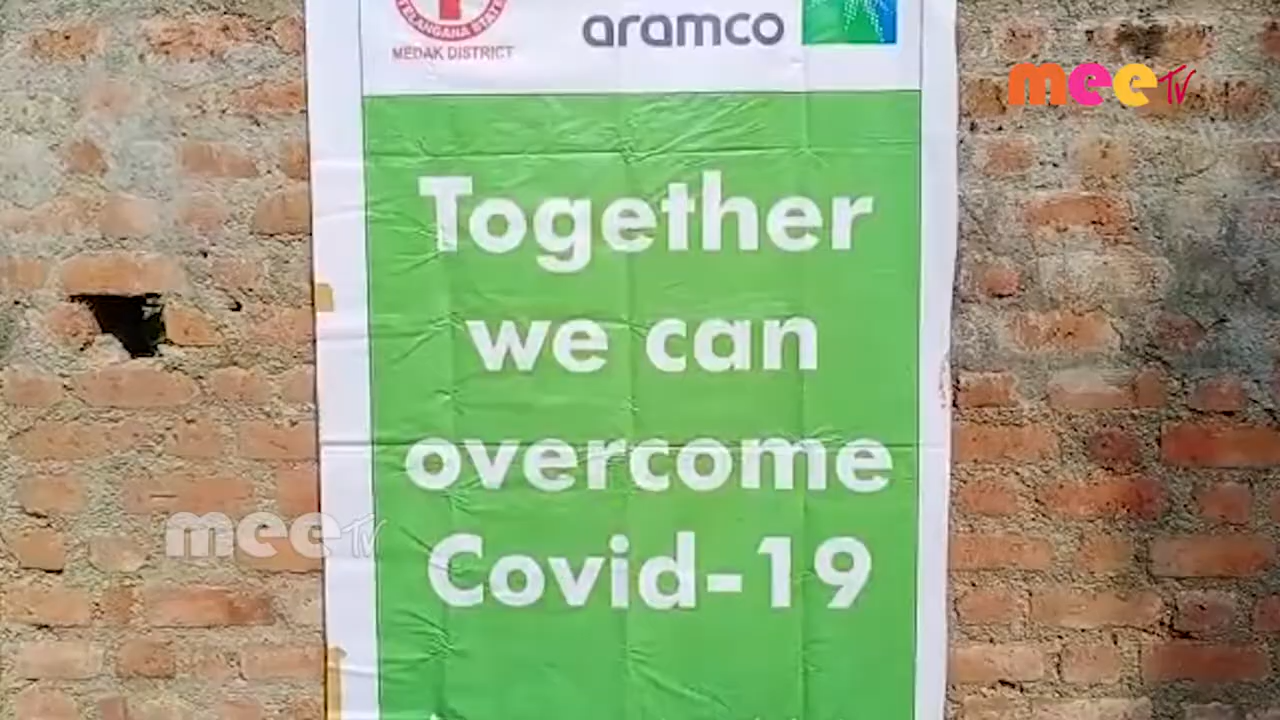 TELANGANA STATE
MEDAK DISTRICT
aramco
meeTV
Together
we can
overcome
Covid-19
meeTV